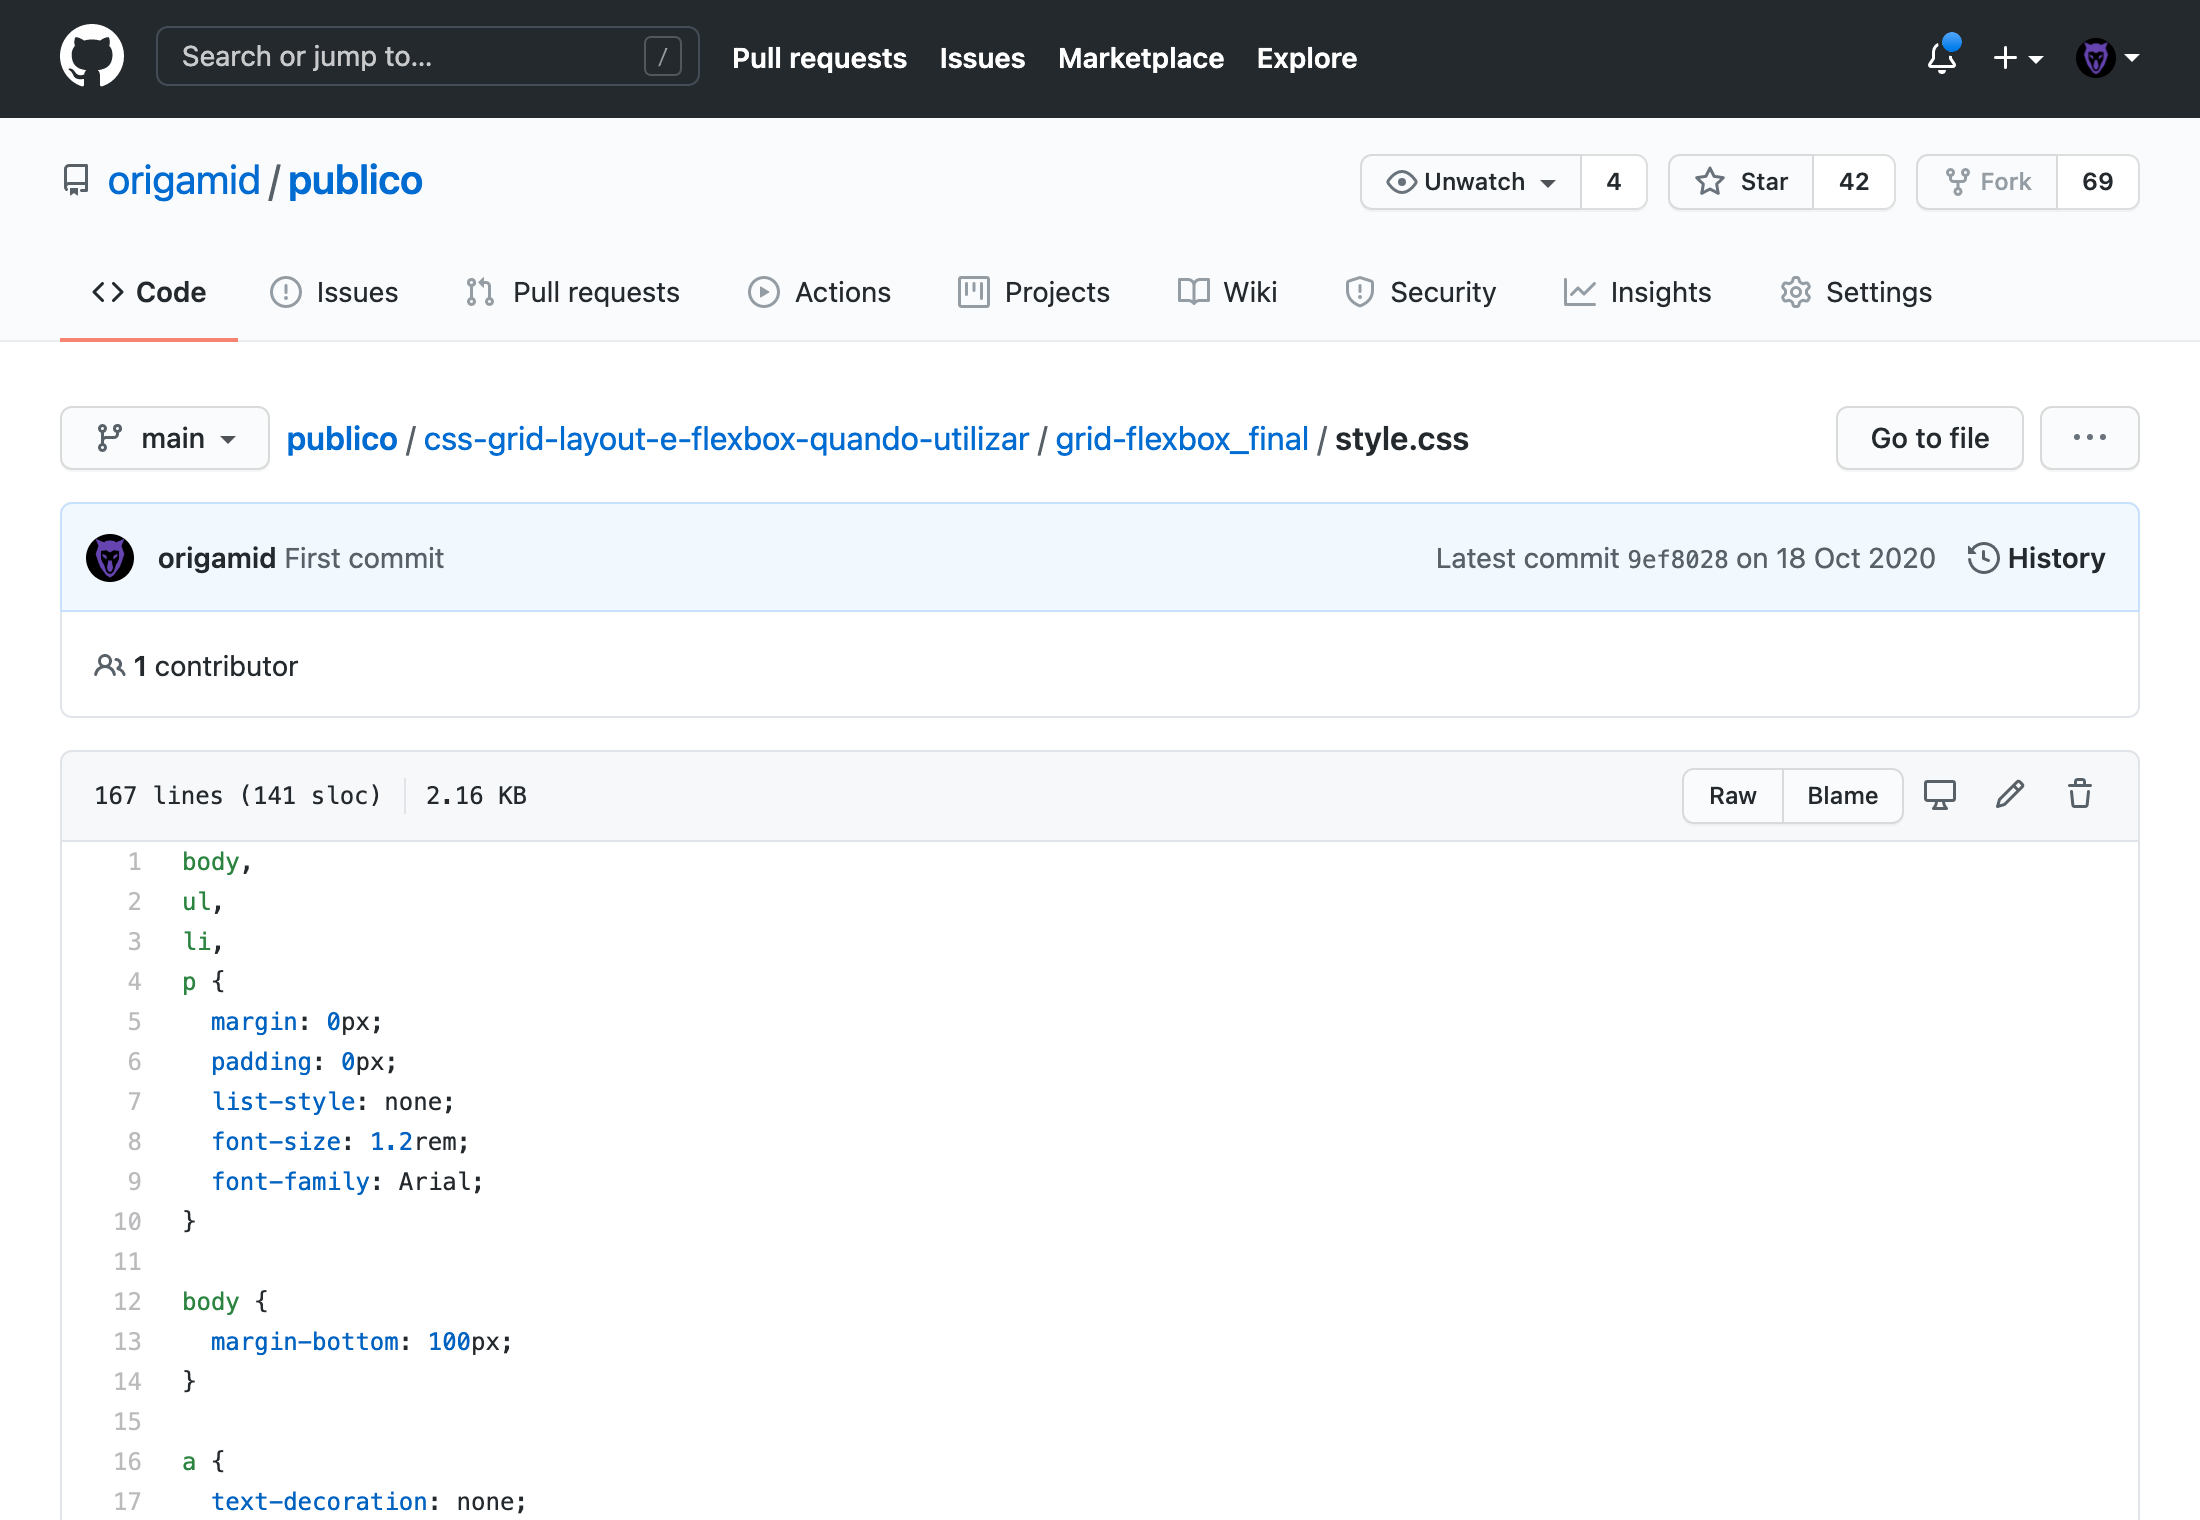 Search or jump to... / Pull requests Issues Marketplace Explore
origamid / publico Unwatch 4 Star 42 Fork 69
Code Issues Pull requests Actions Projects Wiki Security Insights Settings
main publico / css-grid-layout-e-flexbox-quando-utilizar / grid-flexbox_final / style.css Go to file ...
origamid First commit Latest commit 9ef8028 on 18 Oct 2020 History
1 contributor
167 lines (141 sloc) 2.16 KB Raw Blame
1 body,
2 ul,
3 li,
4 p {
5 margin: 0px;
6 padding: 0px;
7 list-style: none;
8 font-size: 1.2rem;
9 font-family: Arial;
10 }
11
12 body {
13 margin-bottom: 100px;
14 }
15
16 a {
17 text-decoration: none;